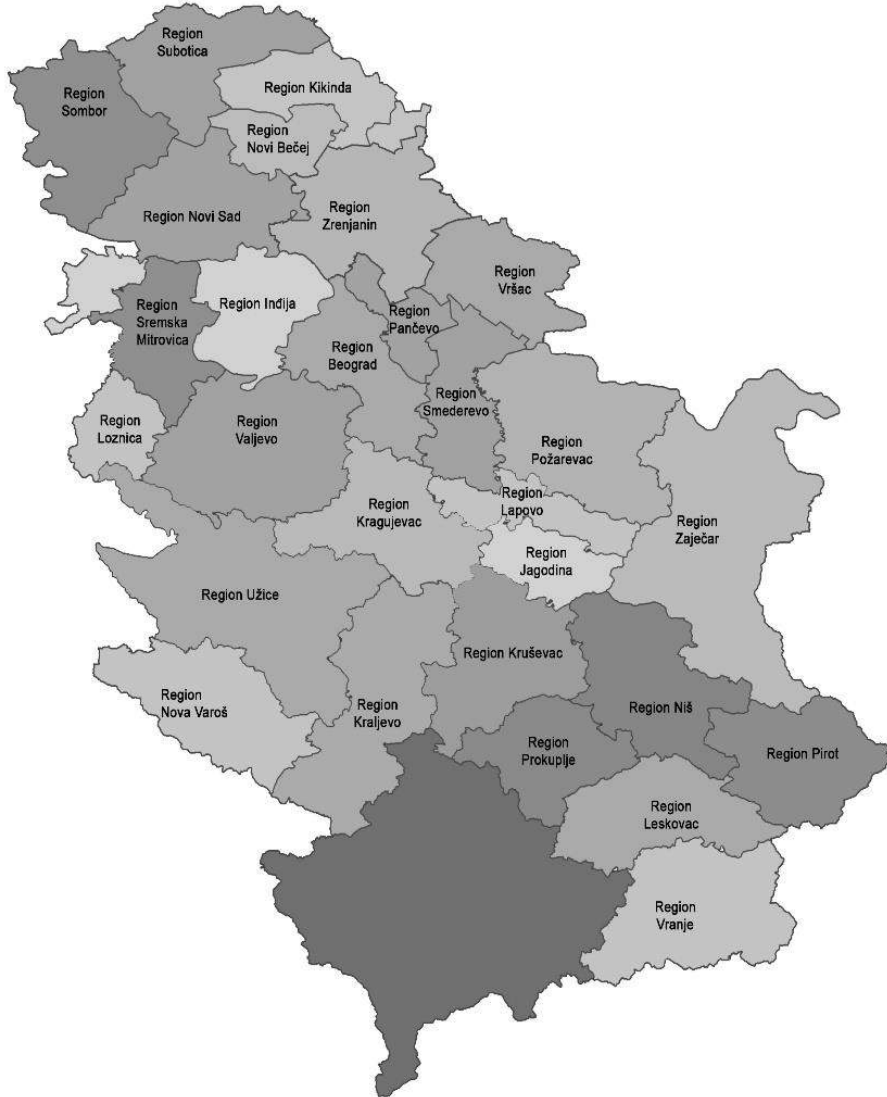 Region
Subotica
Region
Sombor
Region Kikinda
Region
Novi Bečej
Region Novi Sad
Region
Zrenjanin
Region
Vršac
Region
Sremska
Mitrovica
Region Inđija
Region
Pančevo
Region
Beograd
Region
Smederevo
Region
Loznica
Region
Valjevo
Region
Požarevac
Region
Kragujevac
Region
Lapovo
Region
Zaječar
Region
Jagodina
Region Užice
Region Kruševac
Region
Nova Varoš
Region
Kraljevo
Region Niš
Region
Prokuplje
Region Pirot
Region
Leskovac
Region
Vranje